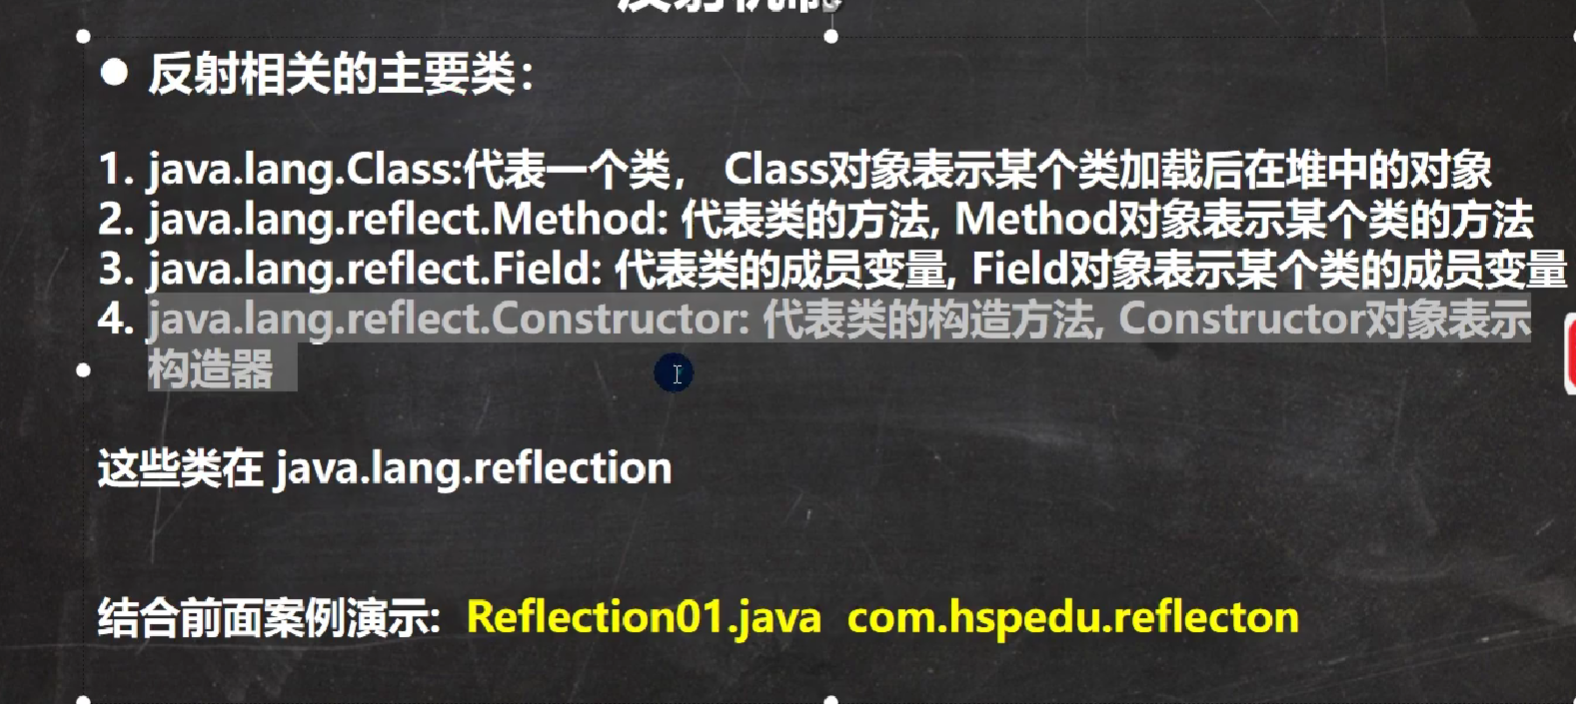 反射机制
● 反射相关的主要类：
1. java.lang.Class:代表一个类， Class对象表示某个类加载后在堆中的对象
2. java.lang.reflect.Method: 代表类的方法, Method对象表示某个类的方法
3. java.lang.reflect.Field: 代表类的成员变量, Field对象表示某个类的成员变量
4. java.lang.reflect.Constructor: 代表类的构造方法, Constructor对象表示
构造器
这些类在 java.lang.reflection
结合前面案例演示: Reflection01.java com.hspedu.reflecton